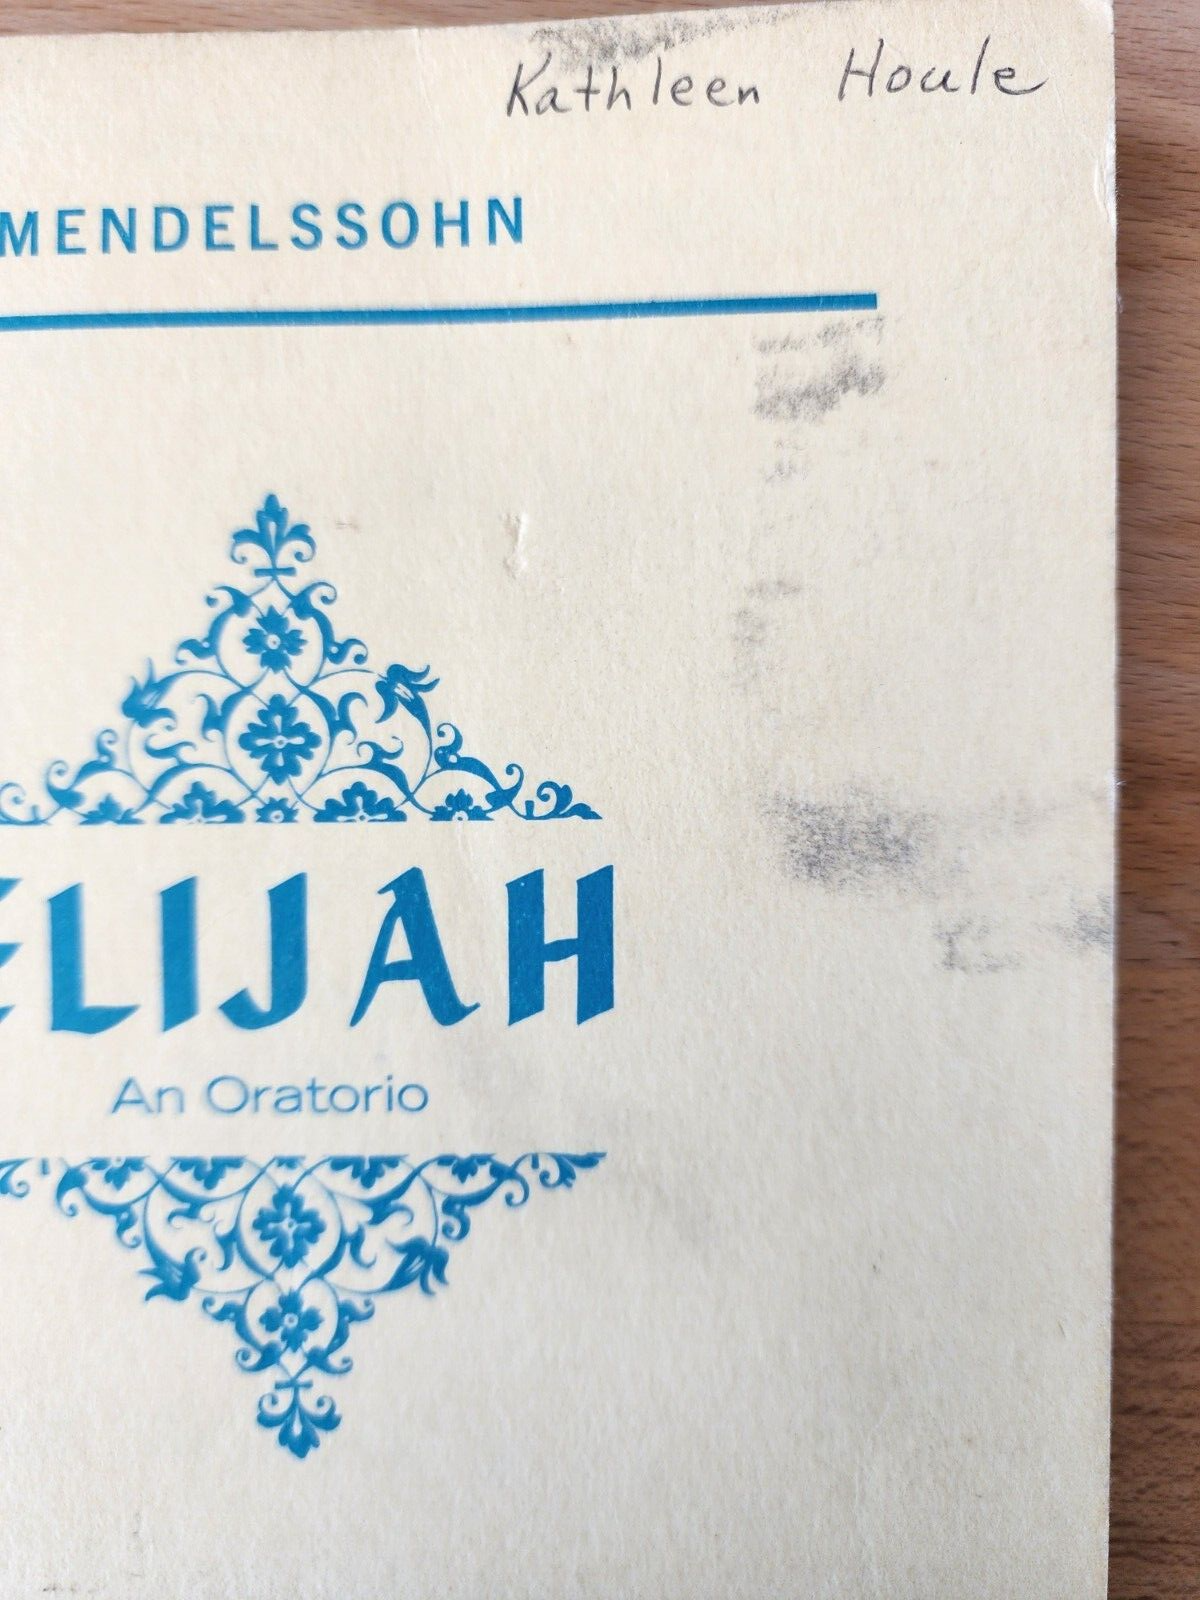 Kathleen Houle
MENDELSSOHN
ELIJAH
An Oratorio